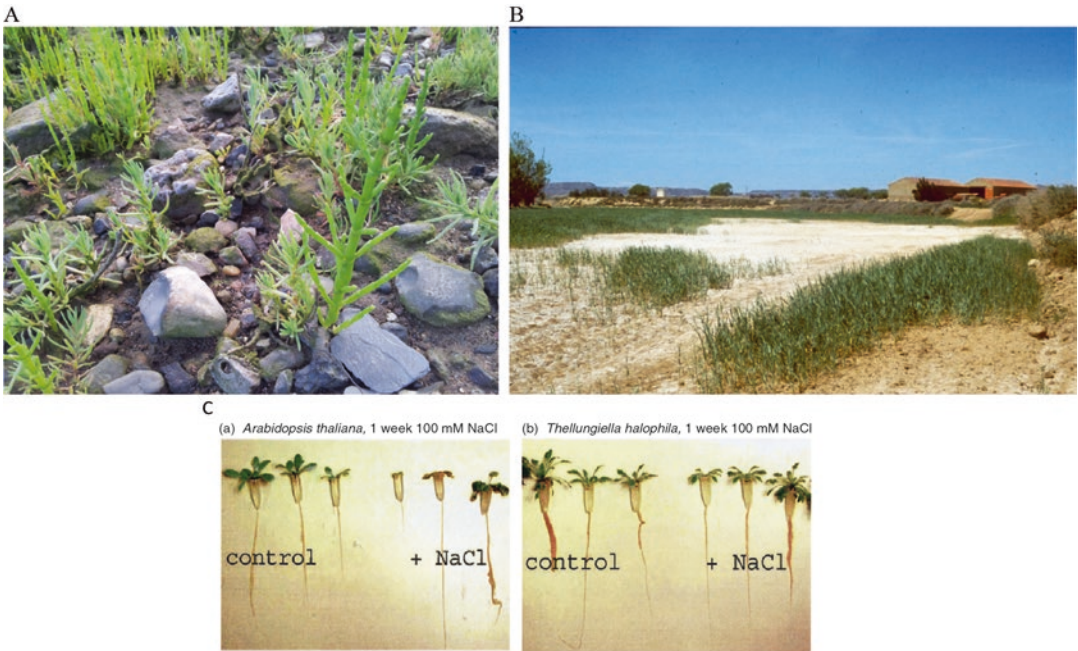 A
B
C
(a) Arabidopsis thaliana, 1 week 100 mM NaCl
(b) Thellungiella halophila, 1 week 100 mM NaCl
control
+ NaCl
control
+ NaCl